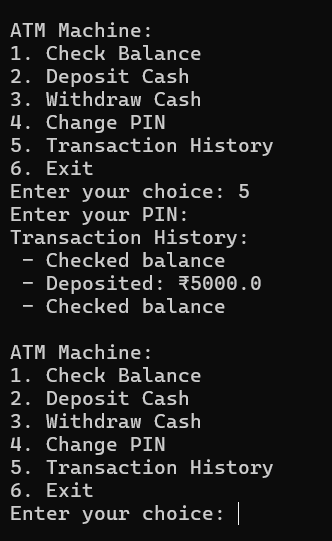 ATM Machine:
1. Check Balance
2. Deposit Cash
3. Withdraw Cash
4. Change PIN
5. Transaction History
6. Exit
Enter your choice: 5
Enter your PIN:
Transaction History:
 - Checked balance
 - Deposited: ₹5000.0
 - Checked balance

ATM Machine:
1. Check Balance
2. Deposit Cash
3. Withdraw Cash
4. Change PIN
5. Transaction History
6. Exit
Enter your choice: